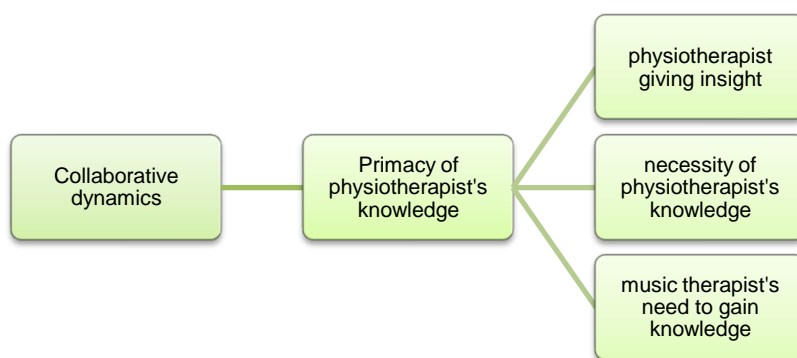 Collaborative
dynamics
Primacy of
physiotherapist's
knowledge
physiotherapist
giving insight
necessity of
physiotherapist's
knowledge
music therapist's
need to gain
knowledge